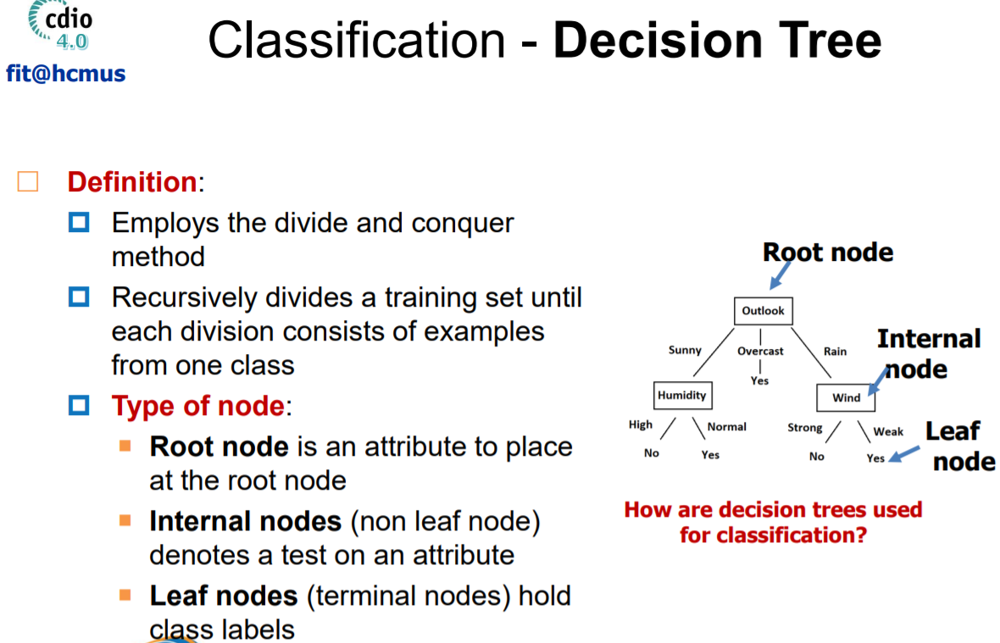 cdio
4.0
fit@hcmus
Classification - Decision Tree
Definition:
Employs the divide and conquer
method
Recursively divides a training set until
each division consists of examples
from one class
Type of node:
Root node is an attribute to place
at the root node
Internal nodes (non leaf node)
denotes a test on an attribute
Leaf nodes (terminal nodes) hold
class labels
Root node
Outlook
Internal
node
Sunny
Overcast
Rain
Yes
Humidity
Wind
High
Normal
Strong
Weak
Leaf
node
No
Yes
No
Yes
How are decision trees used
for classification?